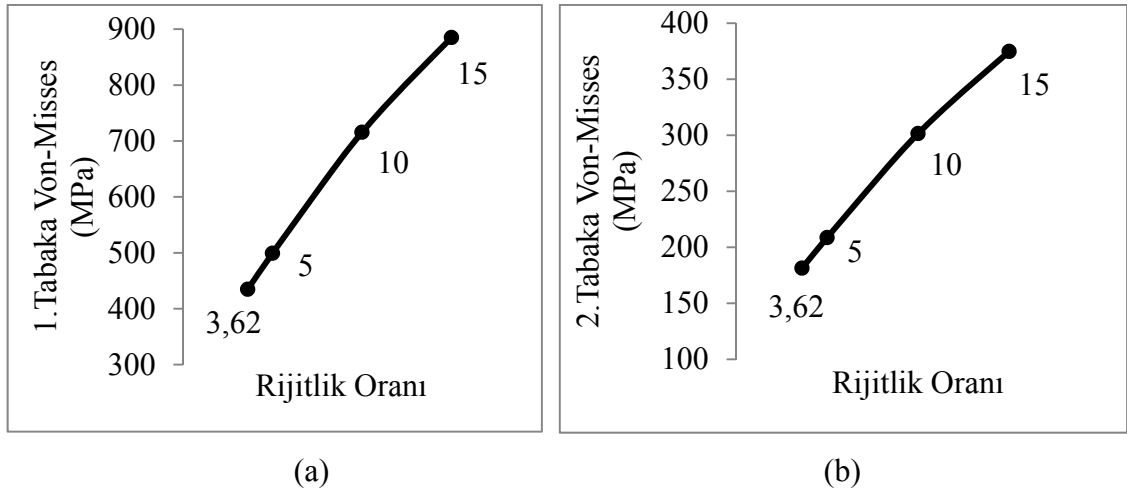 1.Tabaka Von-Misses
(MPa)
900
800
700
600
500
400
300
3,62
5
10
15
Rijitlik Oranı
(a)
2.Tabaka Von-Misses
(MPa)
400
350
300
250
200
150
100
3,62
5
10
15
Rijitlik Oranı
(b)